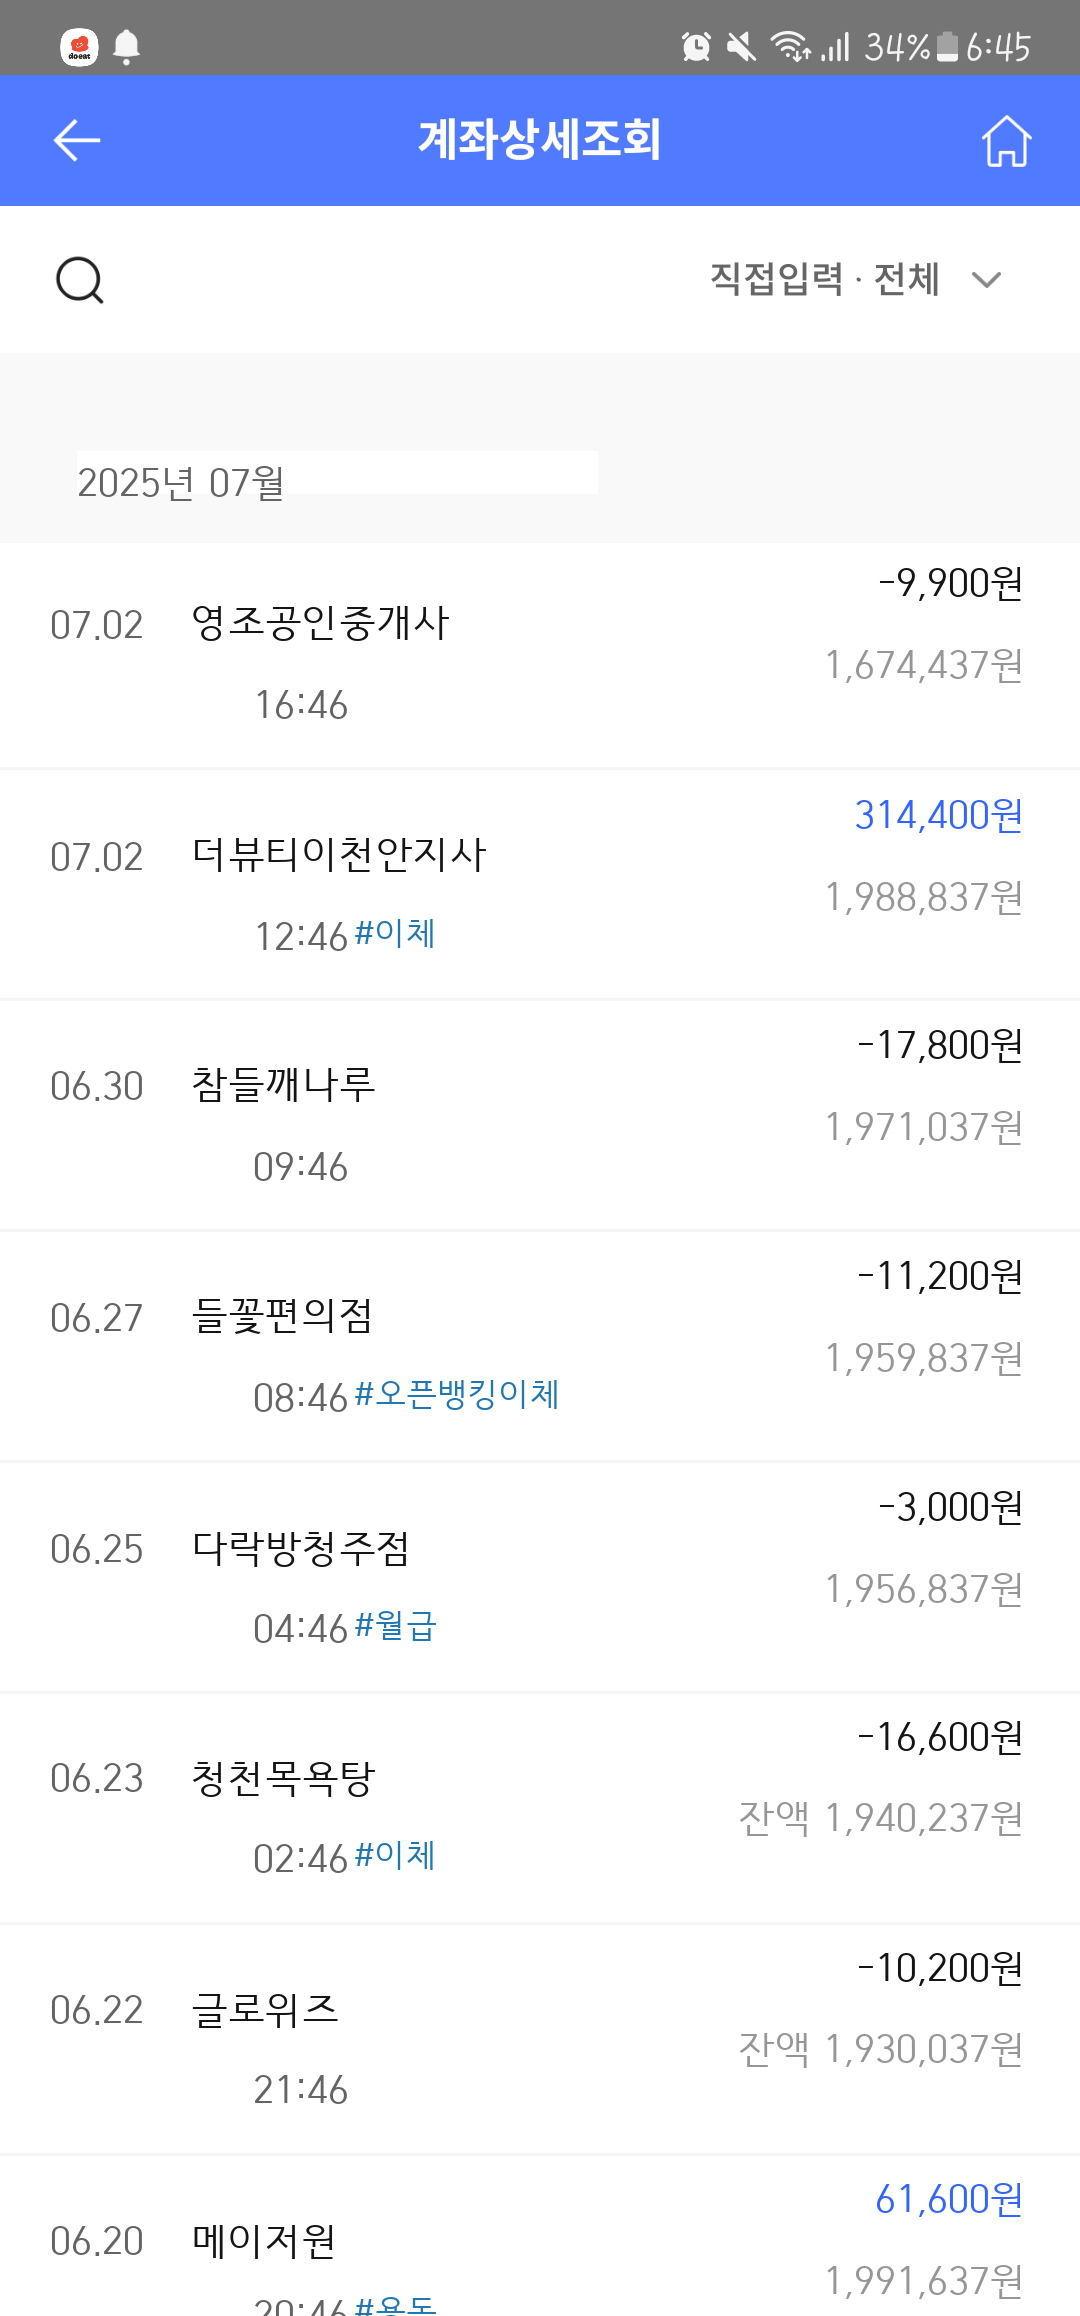 doeat
34% 6:45
계좌상세조회
직접입력 · 전체
2025년 07월
-9,900원
07.02 영조공인중개사
1,674,437원
16:46
314,400원
07.02 더뷰티이천안지사
1,988,837원
12:46 #이체
-17,800원
06.30 참들깨나루
1,971,037원
09:46
-11,200원
06.27 들꽃편의점
1,959,837원
08:46 #오픈뱅킹이체
-3,000원
06.25 다락방청주점
1,956,837원
04:46 #월급
-16,600원
06.23 청천목욕탕
잔액 1,940,237원
02:46 #이체
-10,200원
06.22 글로위즈
잔액 1,930,037원
21:46
61,600원
06.20 메이저원
1,991,637원
20:46 #용돈